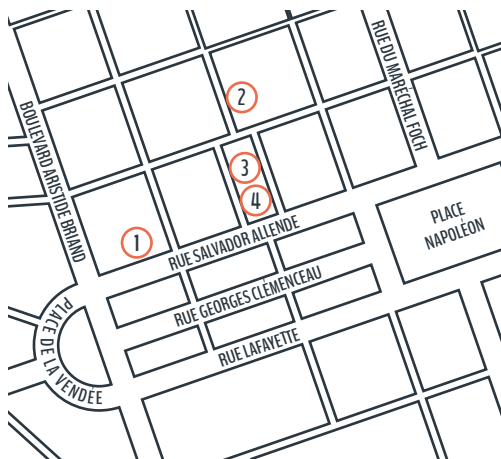 BOULEVARD ARISTIDE BRIAND
RUE DU MARÉCHAL FOCH
2
3
4
1
RUE SALVADOR ALLENDE
PLACE
NAPOLÉON
RUE GEORGES CLÉMENCEAU
PLACE DE LA VENDÉE
RUE LAFAYETTE